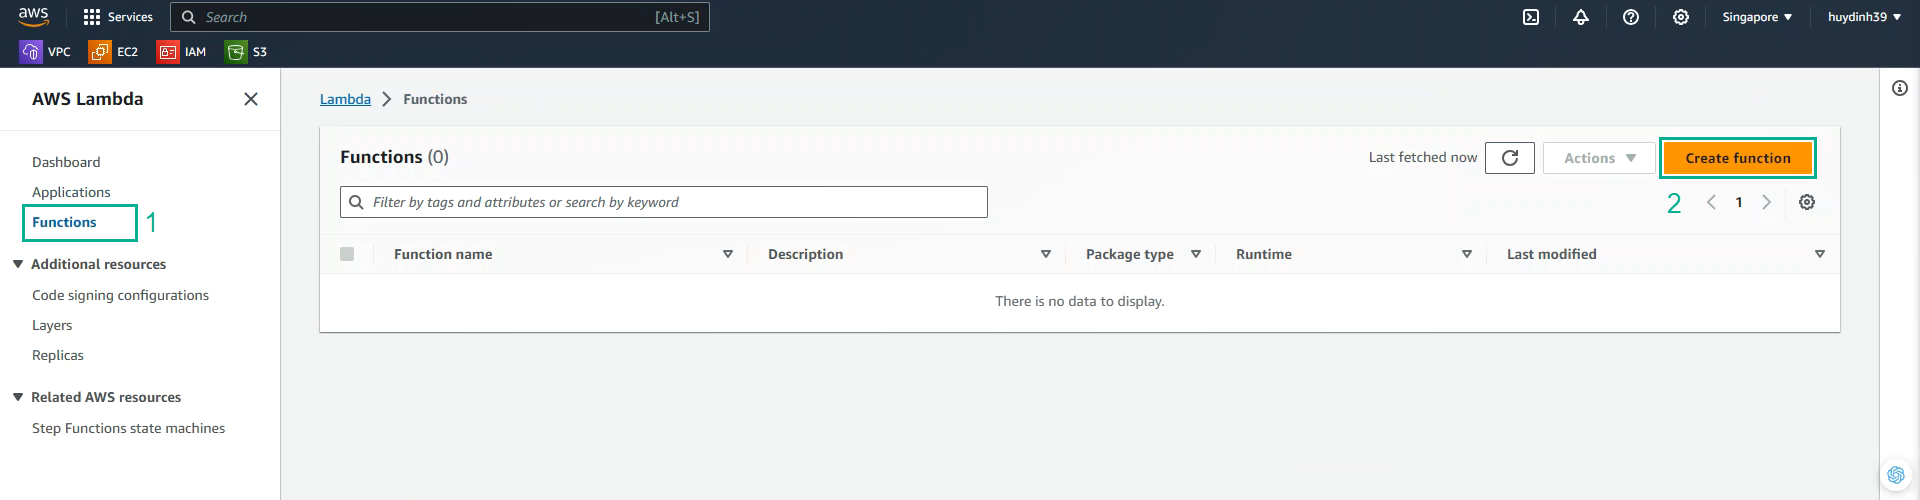 aws Services Search [Alt+S] Singapore huydinh39
VPC EC2 IAM S3
AWS Lambda
Dashboard
Applications
Functions 1
Additional resources
Code signing configurations
Layers
Replicas
Related AWS resources
Step Functions state machines
Lambda Functions
Functions (0) Last fetched now Actions Create function
Filter by tags and attributes or search by keyword 2 1
Function name Description Package type Runtime Last modified
There is no data to display.